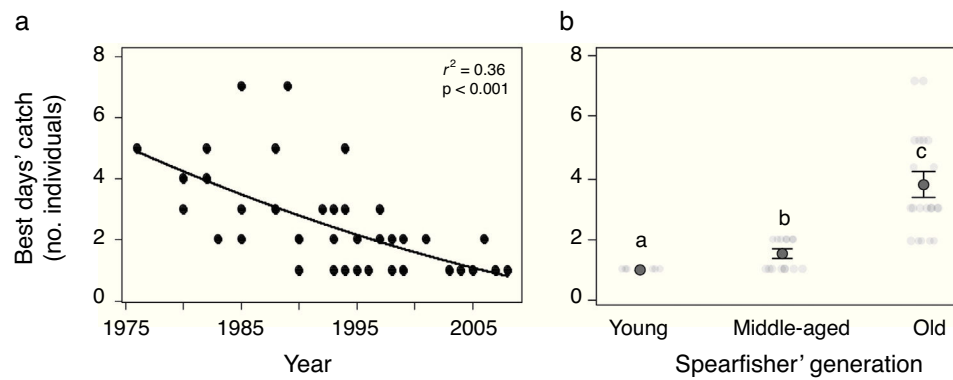 a
b
Best days' catch
(no. individuals)
8
6
4
2
0
r² = 0.36
p < 0.001
1975
1985
1995
2005
Year
8
6
4
2
0
a
b
c
Young
Middle-aged
Old
Spearfisher' generation